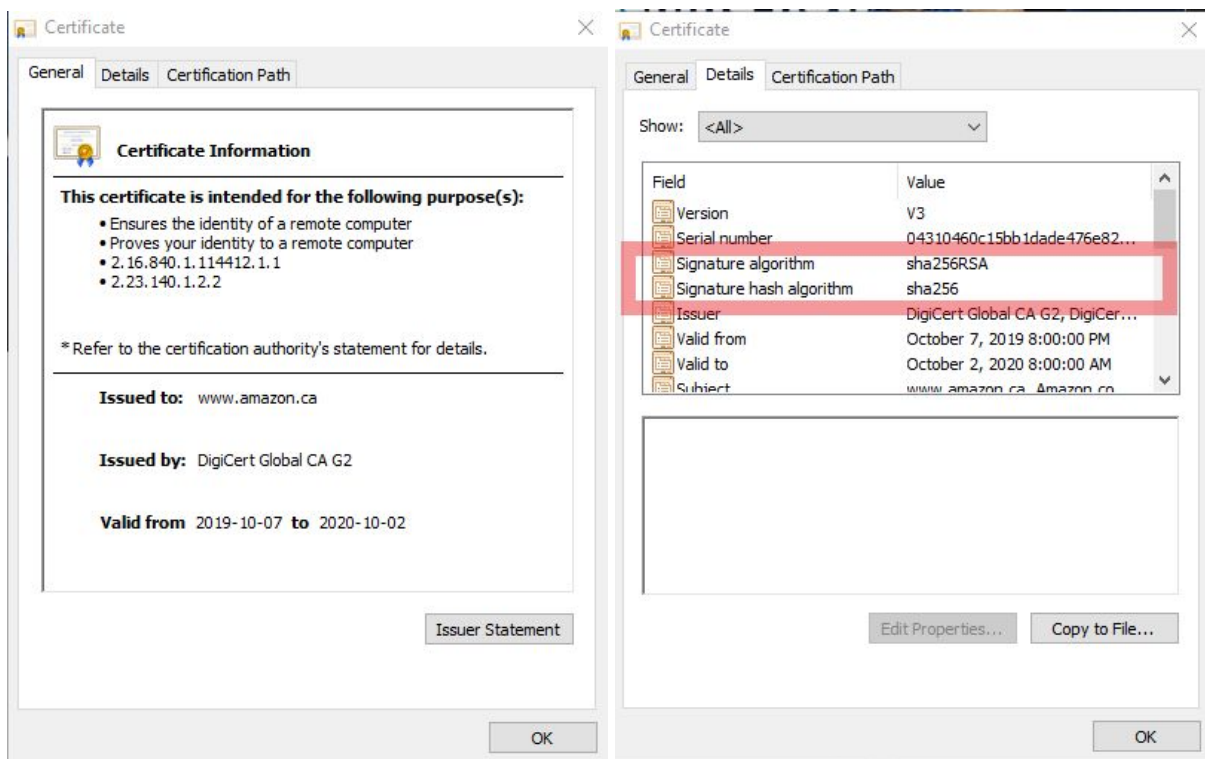 Certificate
General Details Certification Path
Certificate Information
This certificate is intended for the following purpose(s):
• Ensures the identity of a remote computer
• Proves your identity to a remote computer
• 2.16.840.1.114412.1.1
• 2.23.140.1.2.2
* Refer to the certification authority's statement for details.
Issued to: www.amazon.ca
Issued by: DigiCert Global CA G2
Valid from 2019-10-07 to 2020-10-02
Issuer Statement
OK
Certificate
General Details Certification Path
Show: <All>
Field Value
Version V3
Serial number 04310460c15bb1dade476e82...
Signature algorithm sha256RSA
Signature hash algorithm sha256
Issuer DigiCert Global CA G2, DigiCer...
Valid from October 7, 2019 8:00:00 PM
Valid to October 2, 2020 8:00:00 AM
Subject www.amazon.ca, Amazon.co
Edit Properties... Copy to File...
OK